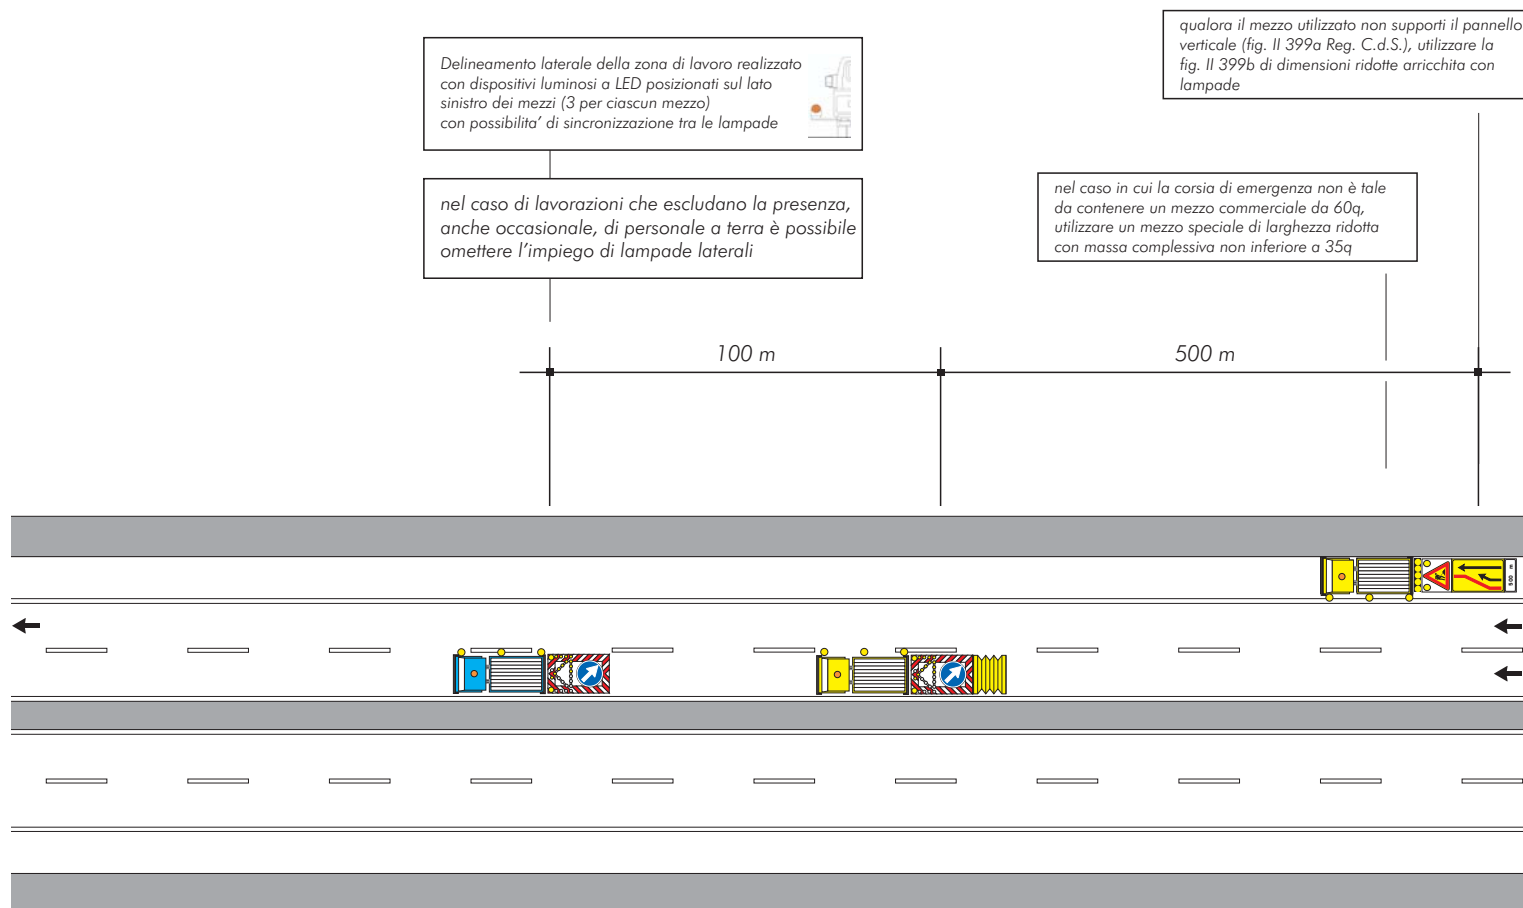 qualora il mezzo utilizzato non supporti il pannello
verticale (fig. II 399a Reg. C.d.S.), utilizzare la
fig. II 399b di dimensioni ridotte arricchita con
lampade
Delineamento laterale della zona di lavoro realizzato
con dispositivi luminosi a LED posizionati sul lato
sinistro dei mezzi (3 per ciascun mezzo)
con possibilita' di sincronizzazione tra le lampade
nel caso di lavorazioni che escludano la presenza,
anche occasionale, di personale a terra è possibile
omettere l'impiego di lampade laterali
nel caso in cui la corsia di emergenza non è tale
da contenere un mezzo commerciale da 60q,
utilizzare un mezzo speciale di larghezza ridotta
con massa complessiva non inferiore a 35q
100 m
500 m
500 m